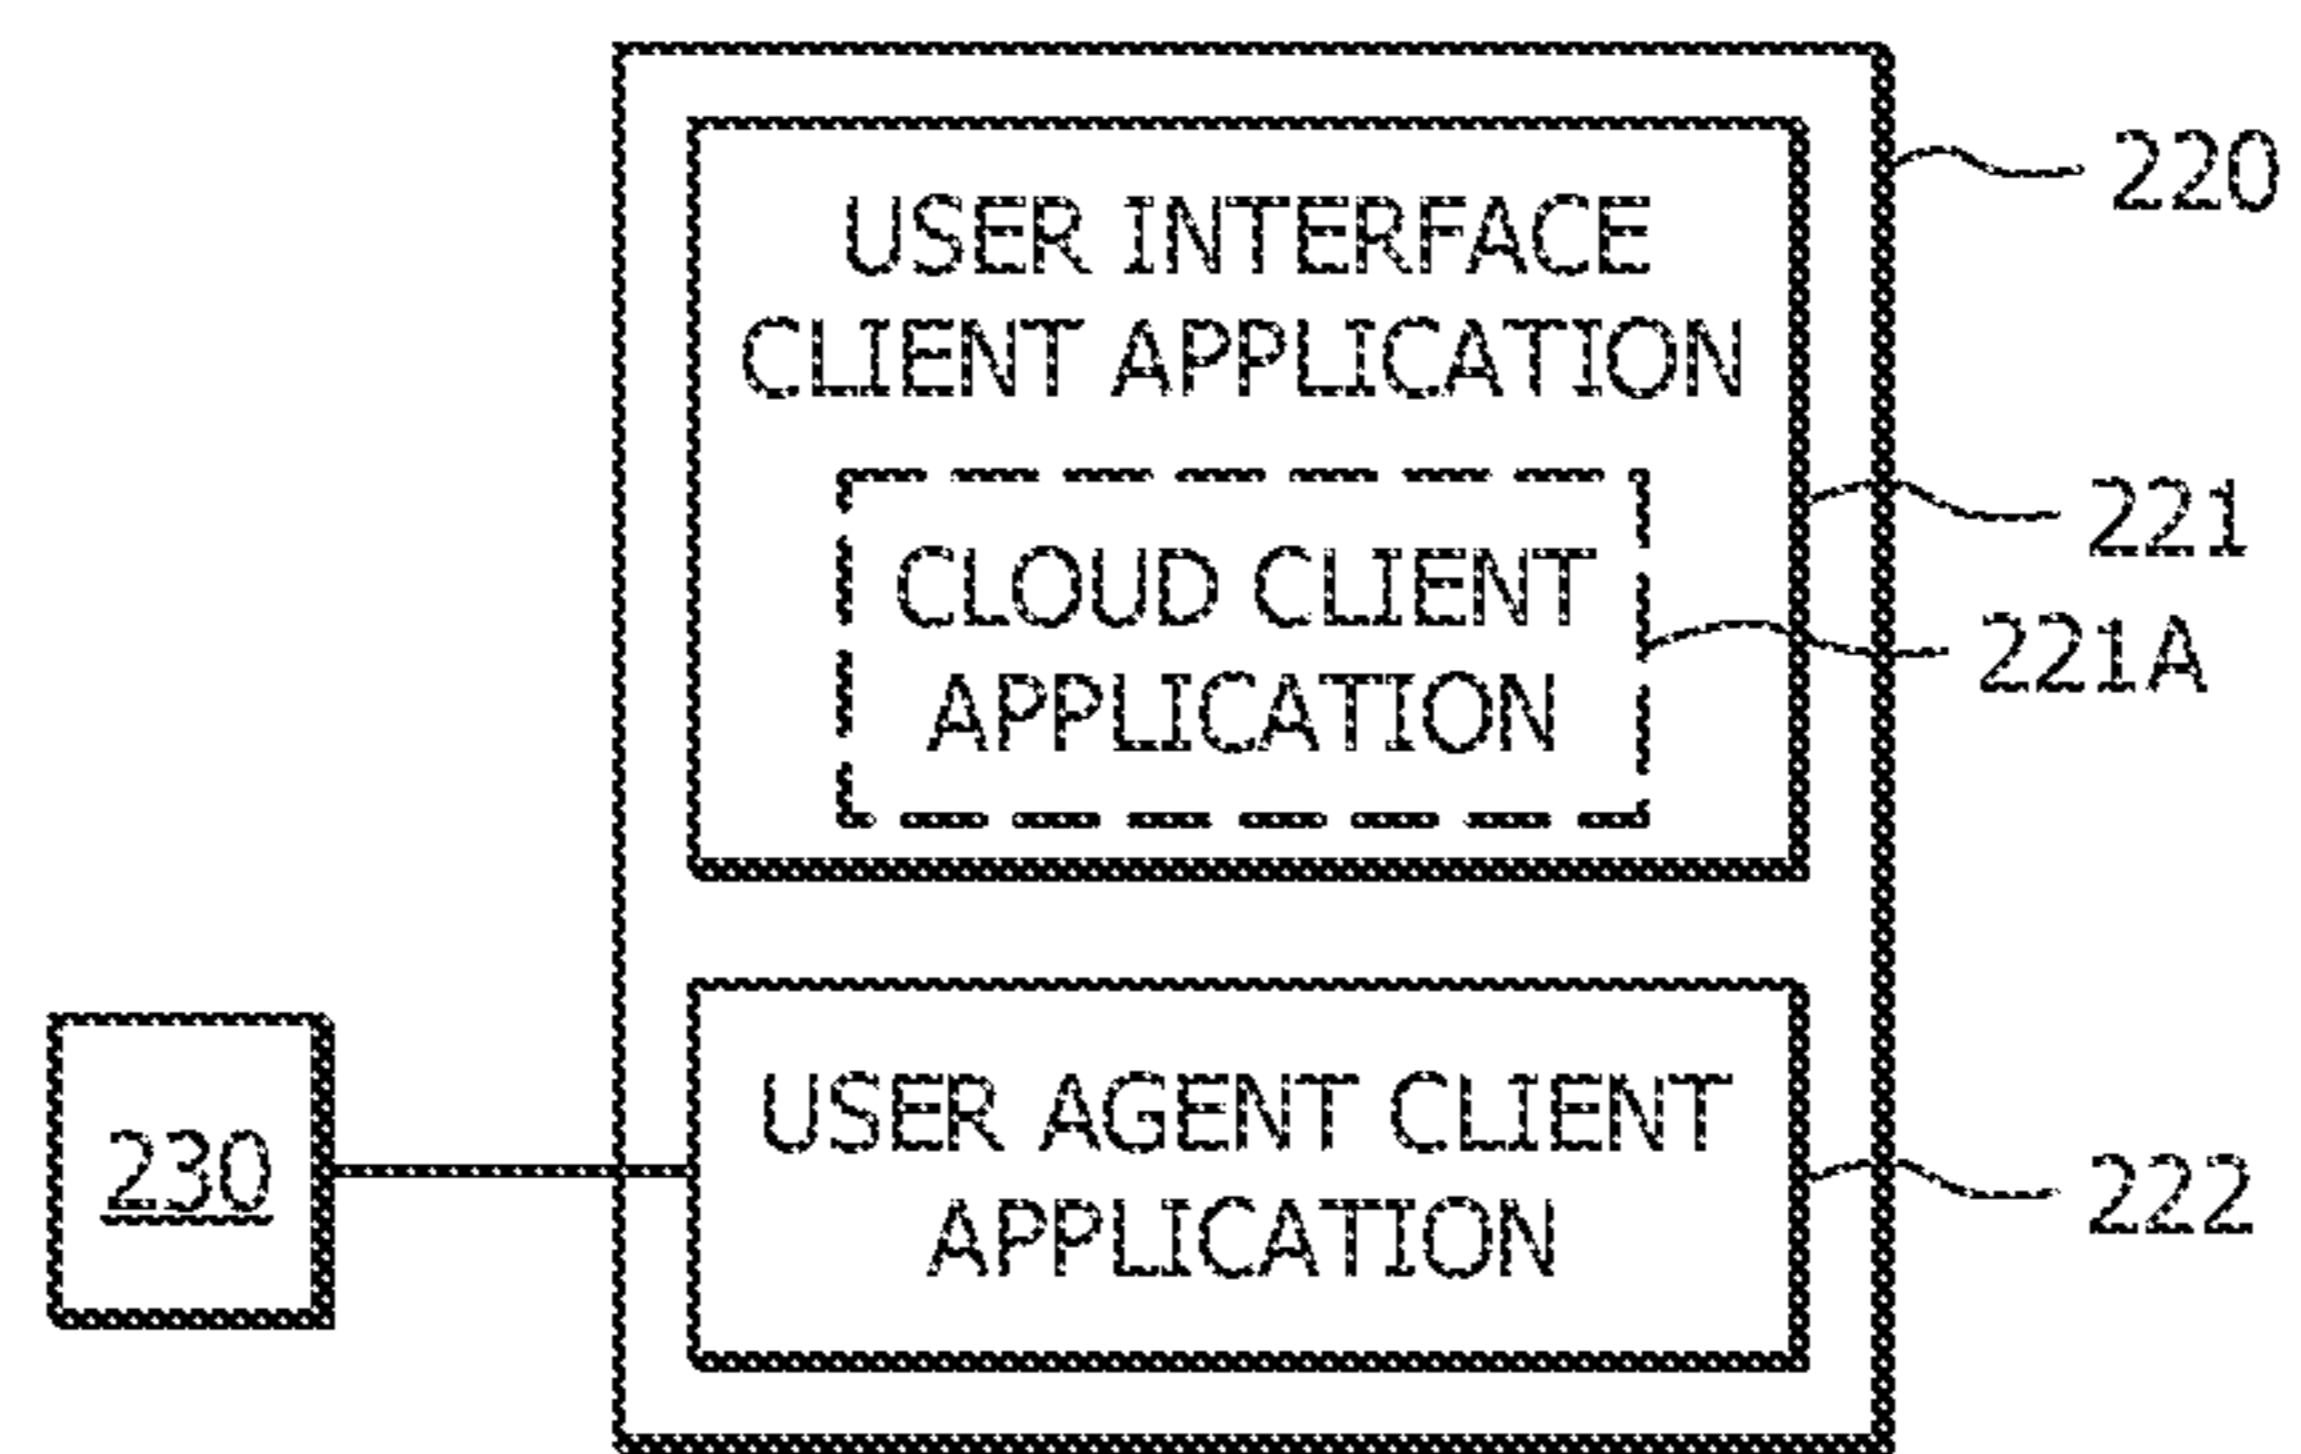 220
USER INTERFACE
CLIENT APPLICATION
221
CLOUD CLIENT
APPLICATION
221A
USER AGENT CLIENT
APPLICATION
222
230